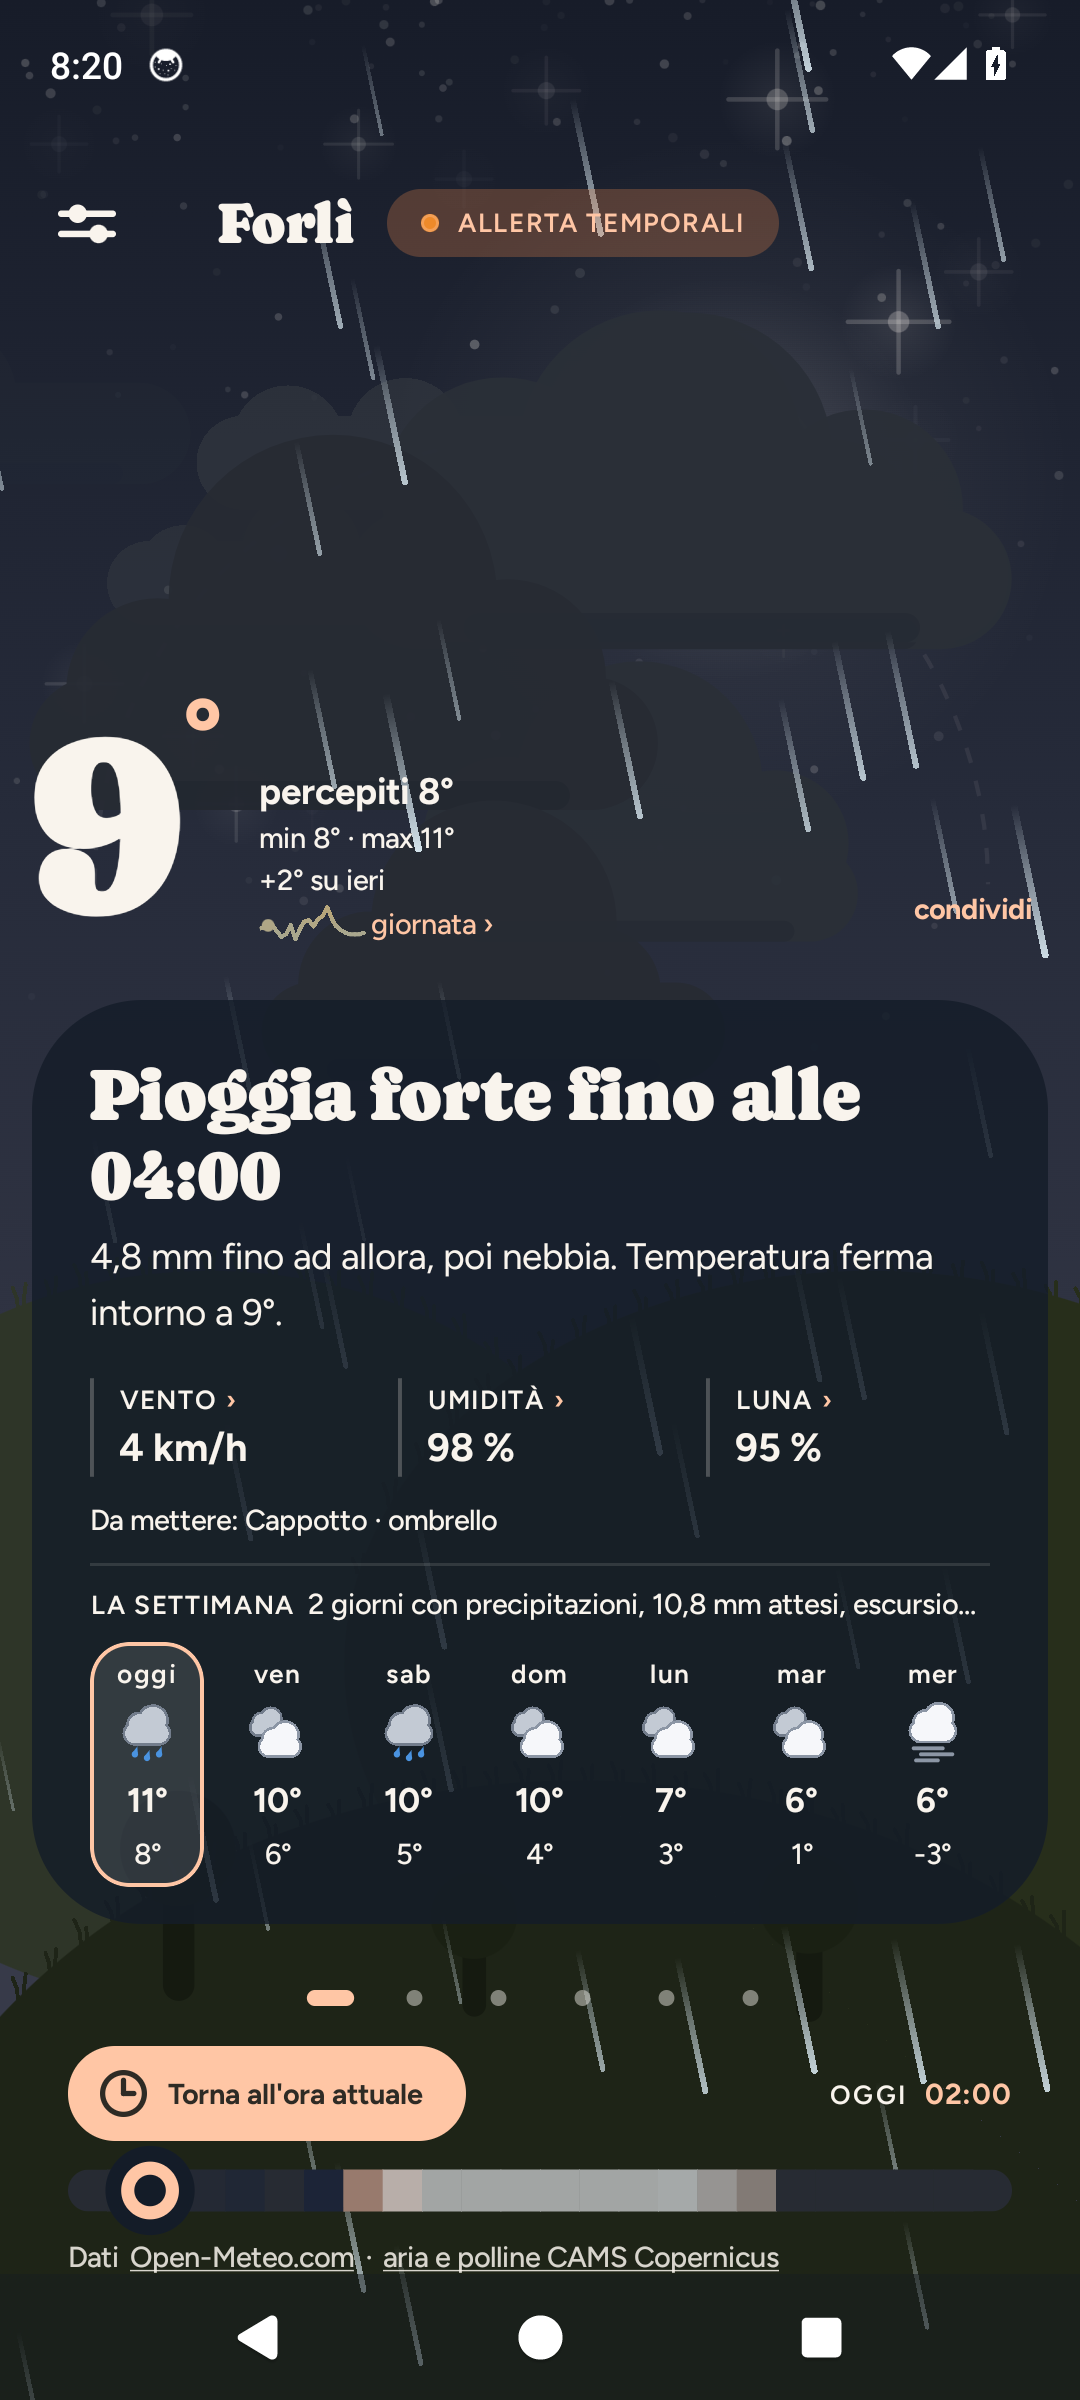 8:20
Forlì
ALLERTA TEMPORALI
9°
percepiti 8°
min 8° · max 11°
+2° su ieri
giornata ›
condividi
Pioggia forte fino alle
04:00
4,8 mm fino ad allora, poi nebbia. Temperatura ferma
intorno a 9°.
VENTO › UMIDITÀ › LUNA ›
4 km/h 98 % 95 %
Da mettere: Cappotto · ombrello
LA SETTIMANA 2 giorni con precipitazioni, 10,8 mm attesi, escursio...
oggi ven sab dom lun mar mer
11° 10° 10° 10° 7° 6° 6°
8° 6° 5° 4° 3° 1° -3°
Torna all'ora attuale
OGGI 02:00
Dati Open-Meteo.com · aria e polline CAMS Copernicus